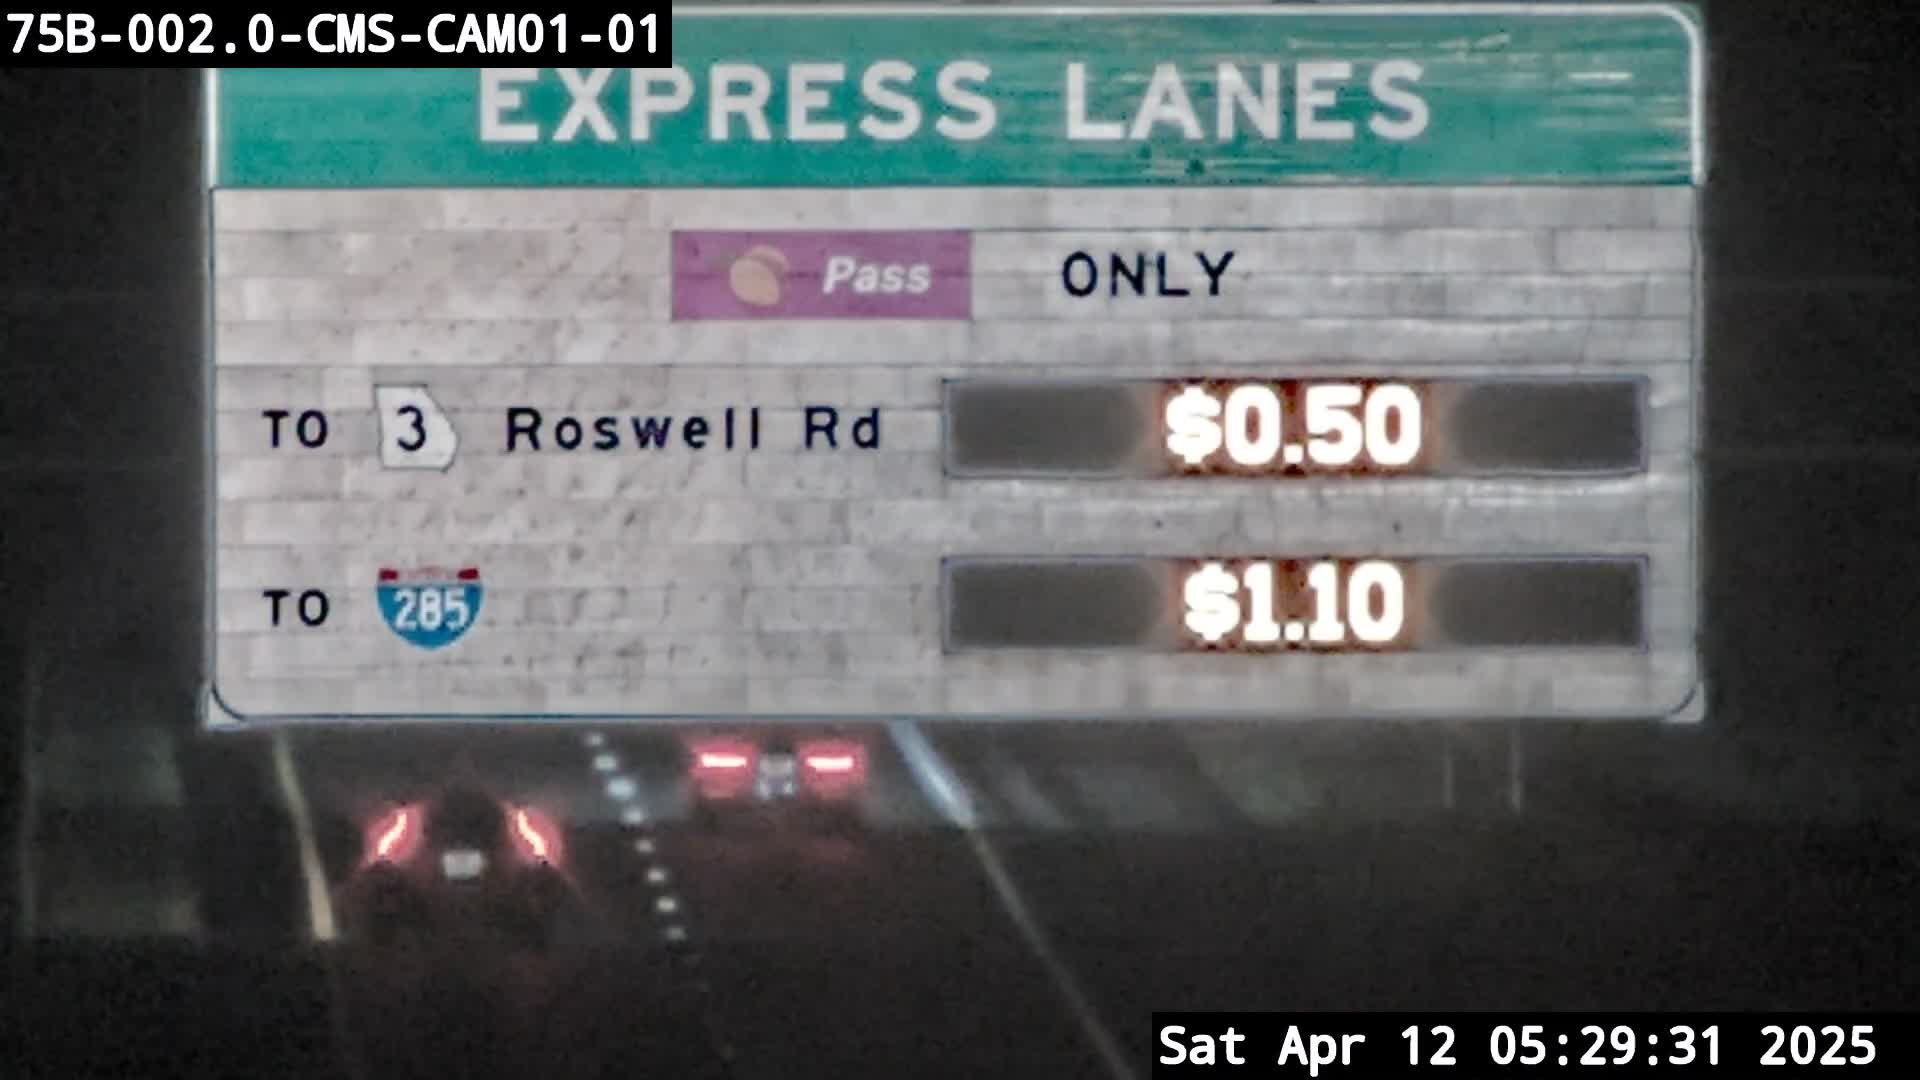 75B-002.0-CMS-CAM01-01
EXPRESS LANES
Pass ONLY
TO 3 Roswell Rd $0.50
TO 285 $1.10
Sat Apr 12 05:29:31 2025